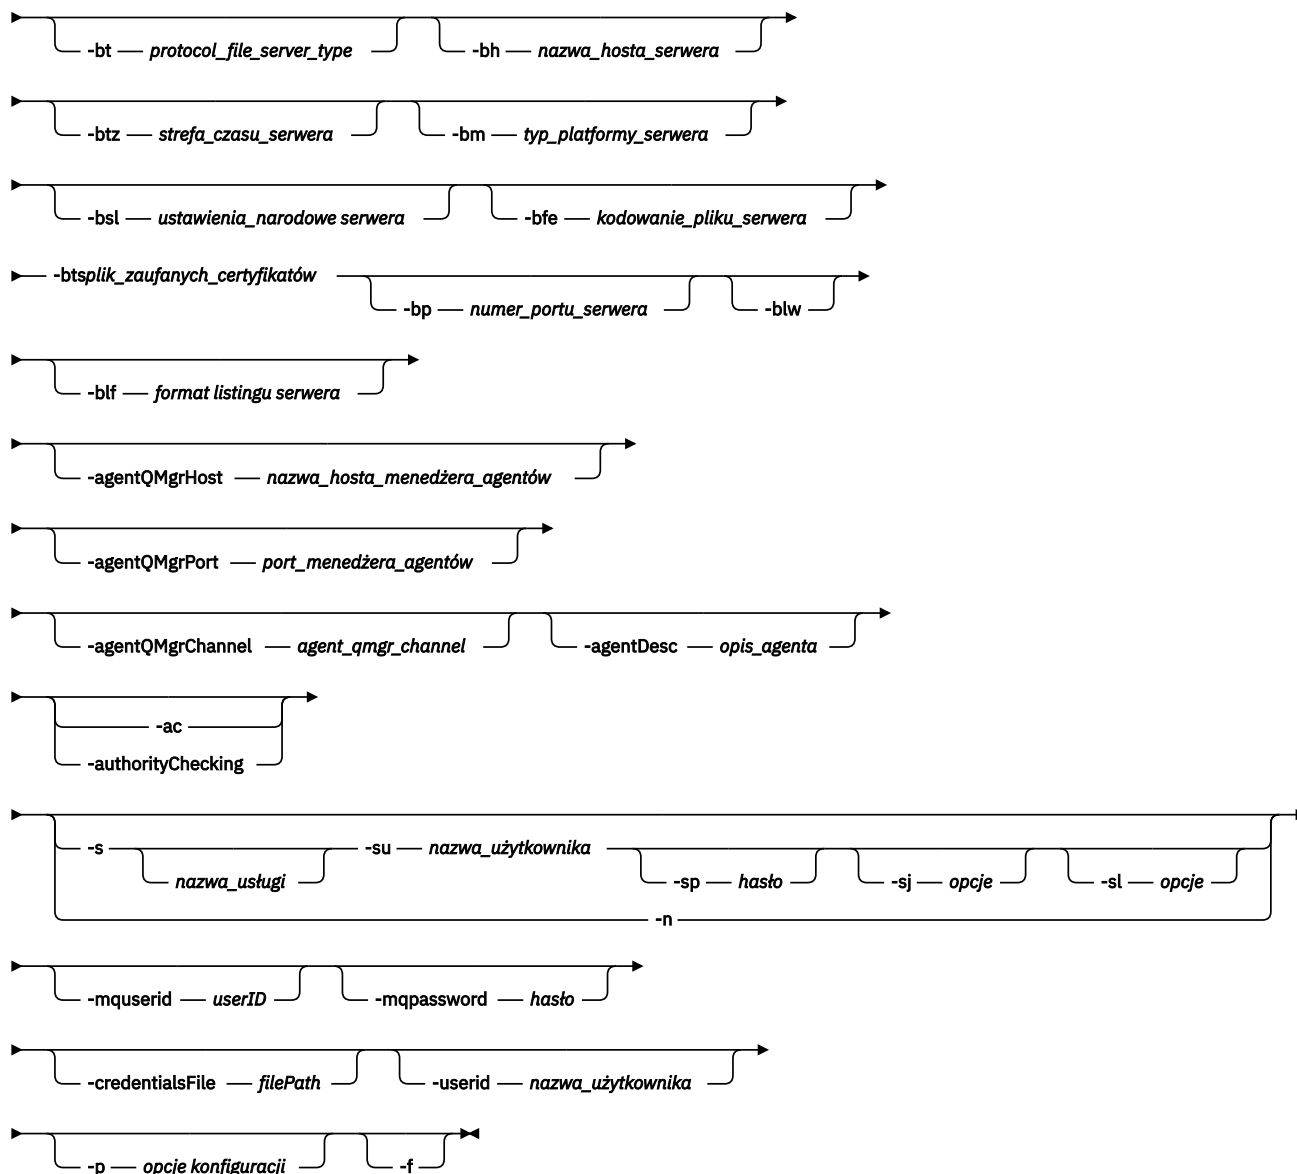 -bt protocol_file_server_type -bh nazwa_hosta_serwera
-btz strefa_czasu_serwera -bm typ_platformy_serwera
-bsl ustawienia_narodowe serwera -bfe kodowanie_pliku_serwera
-btsplik_zaufanych_certyfikatów
-bp numer_portu_serwera -blw
-blf format listingu serwera
-agentQMgrHost nazwa_hosta_menedżera_agentów
-agentQMgrPort port_menedżera_agentów
-agentQMgrChannel agent_qmgr_channel -agentDesc opis_agenta
-ac
-authorityChecking
-s -su nazwa_użytkownika
nazwa_usługi -sp hasło -sj opcje -sl opcje
-n
-mquserid userID -mqpassword hasło
-credentialsFile filePath -userid nazwa_użytkownika
-p opcje konfiguracji -f